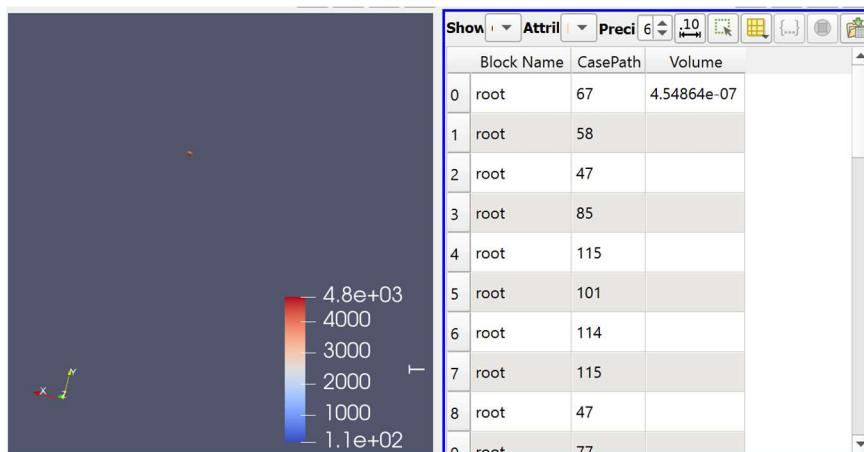 Show Attril Preci 6 .10 {...}
Block Name CasePath Volume
0 root 67 4.54864e-07
1 root 58
2 root 47
3 root 85
4 root 115
5 root 101
6 root 114
7 root 115
8 root 47
9 root 77
4.8e+03
4000
3000
2000
1000
1.1e+02
T
X
Y
Z